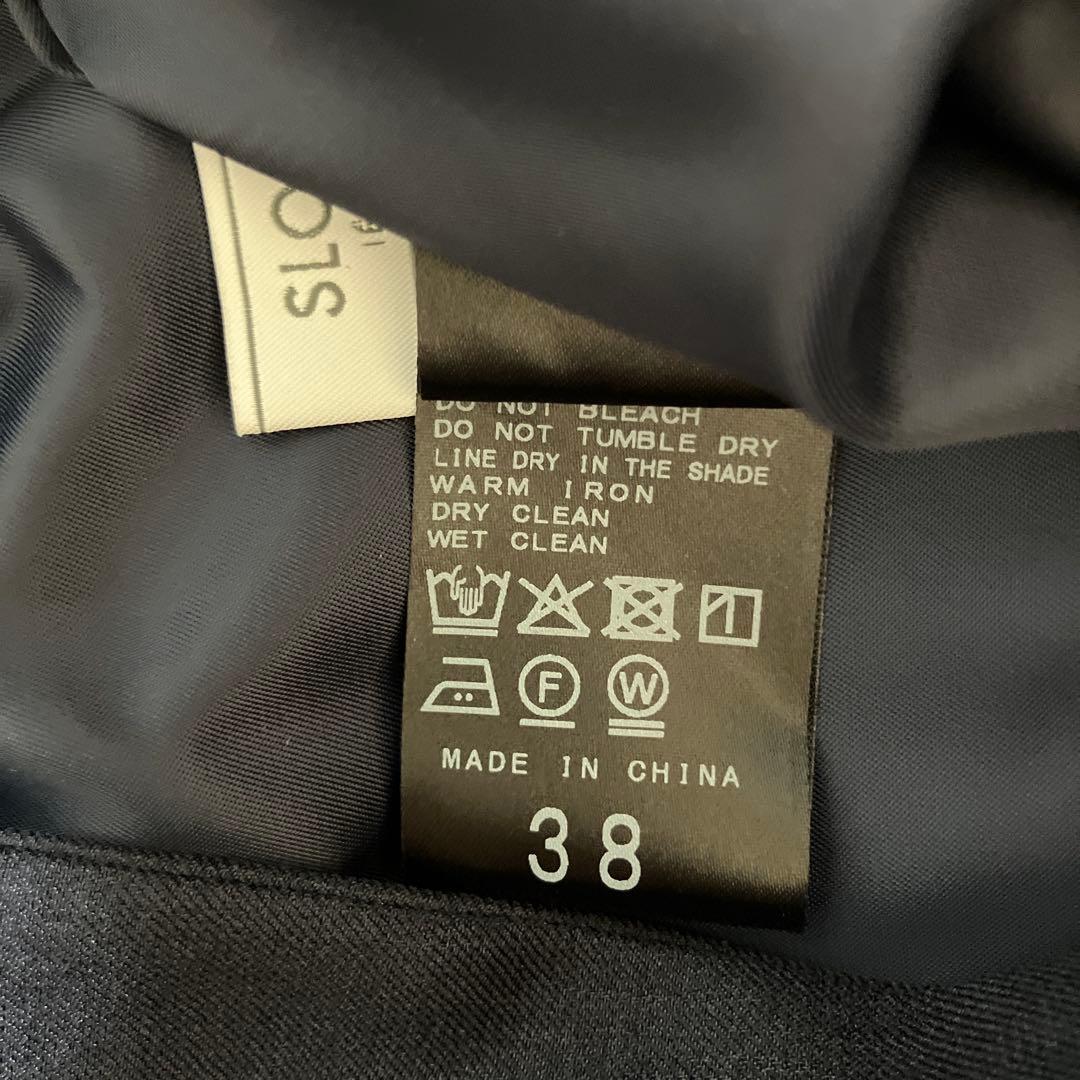 SLO
DO NOT BLEACH
DO NOT TUMBLE DRY
LINE DRY IN THE SHADE
WARM IRON
DRY CLEAN
WET CLEAN
F W
MADE IN CHINA
38